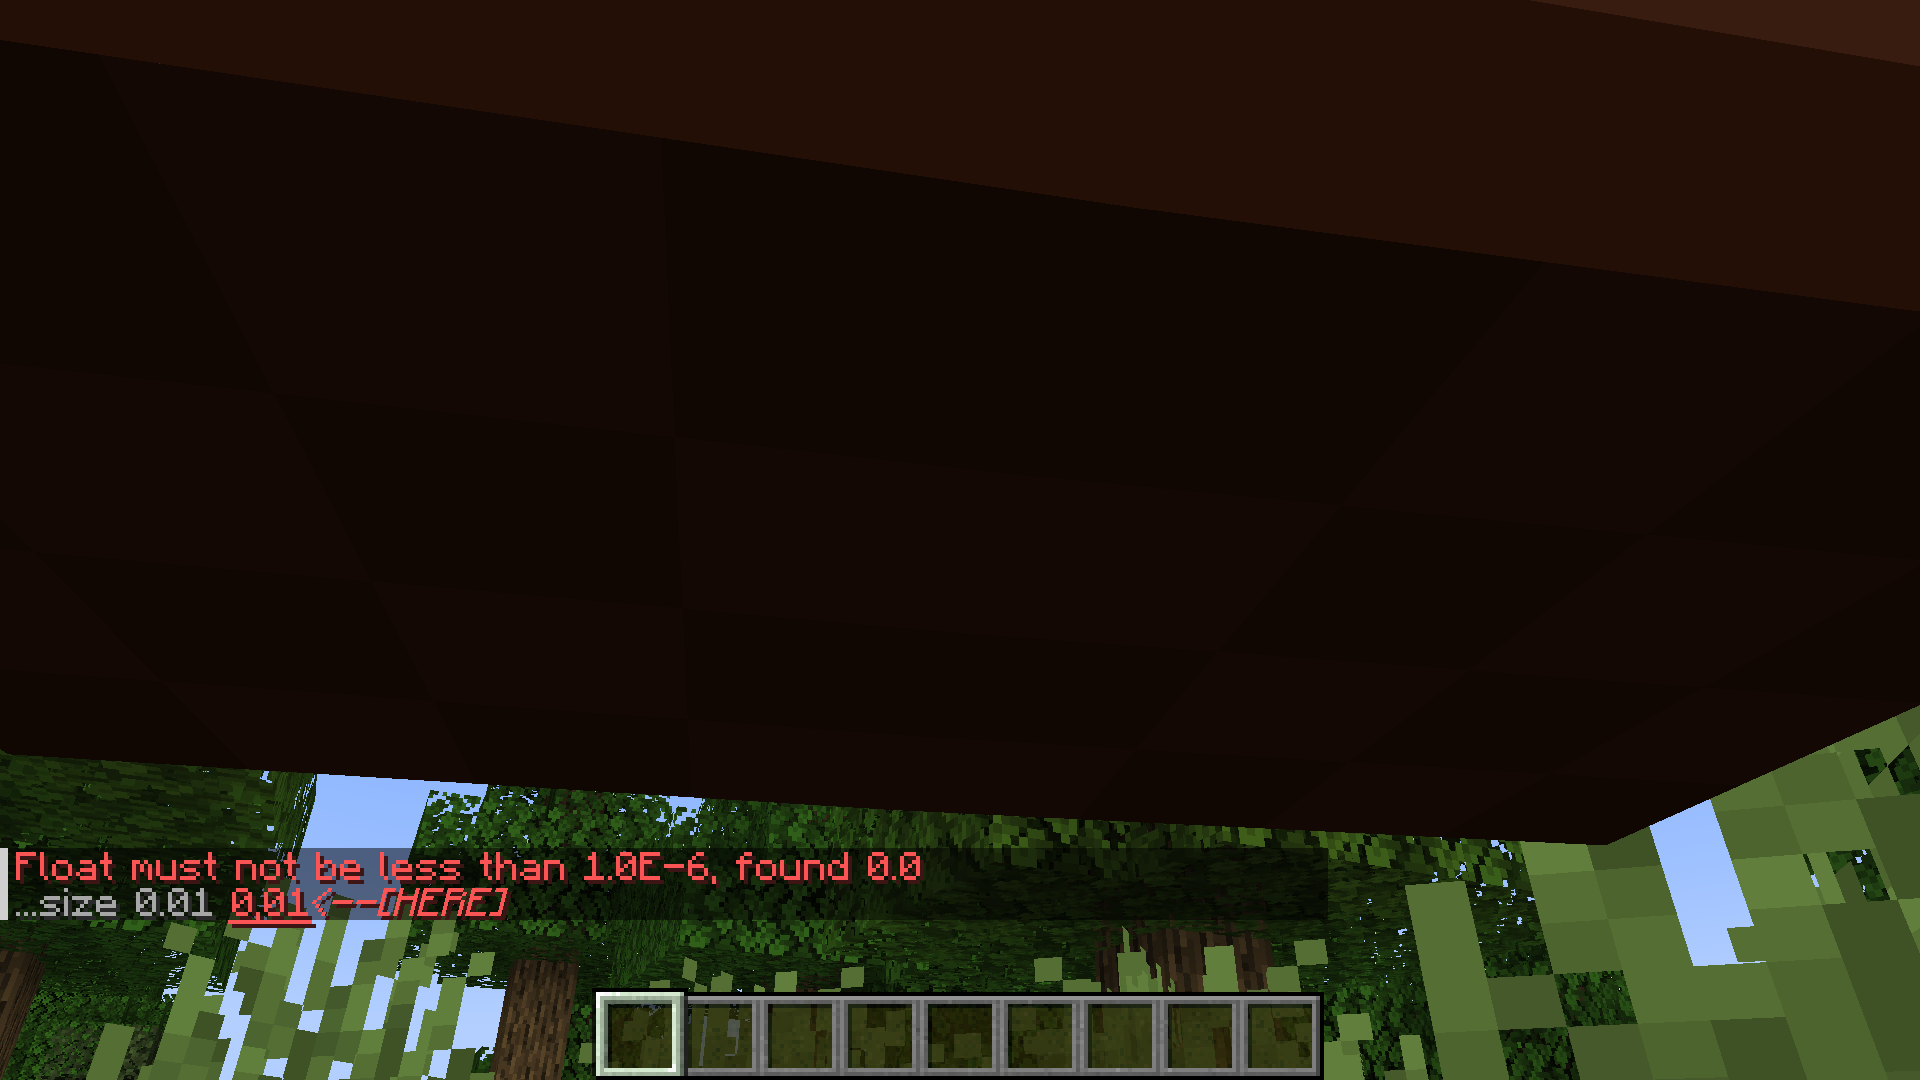 Float must not be less than 1.0E-6, found 0.0
...size 0.01 0,01<--[HERE]